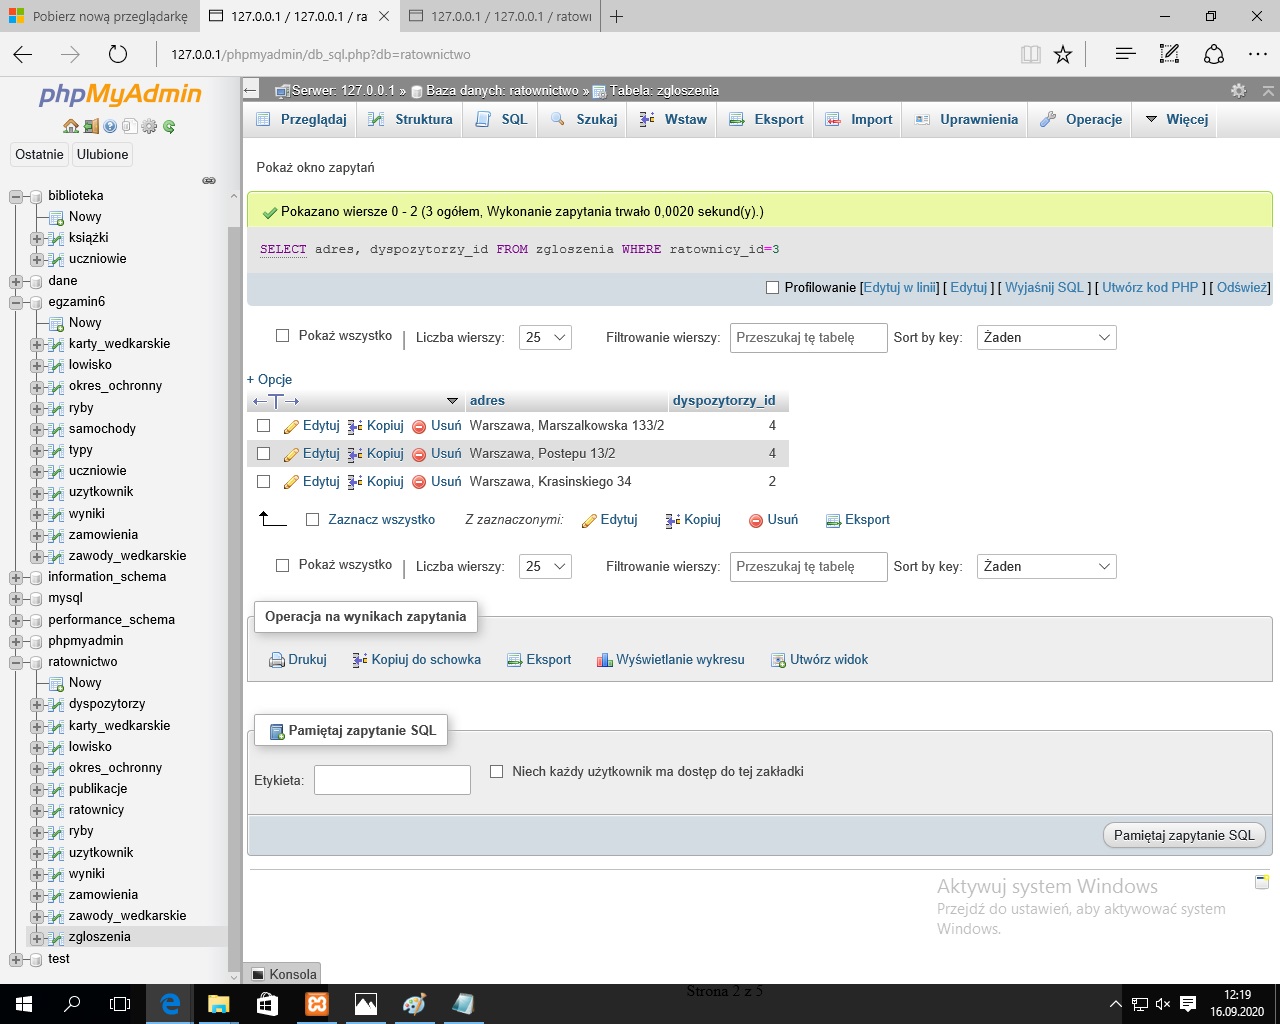 Pobierz nową przeglądarkę
127.0.0.1 / 127.0.0.1 / ra
127.0.0.1 / 127.0.0.1 / ratowi
127.0.0.1/phpmyadmin/db_sql.php?db=ratownictwo
phpMyAdmin
Ostatnie Ulubione
biblioteka
Nowy
książki
uczniowie
dane
egzamin6
Nowy
karty_wedkarskie
lowisko
okres_ochronny
ryby
samochody
typy
uczniowie
uzytkownik
wyniki
zamowienia
zawody_wedkarskie
information_schema
mysql
performance_schema
phpmyadmin
ratownictwo
Nowy
dyspozytorzy
karty_wedkarskie
lowisko
okres_ochronny
publikacje
ratownicy
ryby
uzytkownik
wyniki
zamowienia
zawody_wedkarskie
zgloszenia
test
Serwer: 127.0.0.1 » Baza danych: ratownictwo » Tabela: zgloszenia
Przeglądaj Struktura SQL Szukaj Wstaw Eksport Import Uprawnienia Operacje Więcej
Pokaż okno zapytań
Pokazano wiersze 0 - 2 (3 ogółem, Wykonanie zapytania trwało 0,0020 sekund(y).)
SELECT adres, dyspozytorzy_id FROM zgloszenia WHERE ratownicy_id=3
Profilowanie [Edytuj w linii] [ Edytuj ] [ Wyjaśnij SQL ] [ Utwórz kod PHP ] [ Odśwież]
Pokaż wszystko | Liczba wierszy: 25 Filtrowanie wierszy: Przeszukaj tę tabelę Sort by key: Żaden
+ Opcje
←T→ adres dyspozytorzy_id
Edytuj Kopiuj Usuń Warszawa, Marszalkowska 133/2 4
Edytuj Kopiuj Usuń Warszawa, Postepu 13/2 4
Edytuj Kopiuj Usuń Warszawa, Krasinskiego 34 2
Zaznacz wszystko Z zaznaczonymi: Edytuj Kopiuj Usuń Eksport
Pokaż wszystko | Liczba wierszy: 25 Filtrowanie wierszy: Przeszukaj tę tabelę Sort by key: Żaden
Operacja na wynikach zapytania
Drukuj Kopiuj do schowka Eksport Wyświetlanie wykresu Utwórz widok
Pamiętaj zapytanie SQL
Etykieta: Niech każdy użytkownik ma dostęp do tej zakładki
Pamiętaj zapytanie SQL
Aktywuj system Windows
Przejdź do ustawień, aby aktywować system
Windows.
Konsola
Strona 2 z 5
12:19
16.09.2020